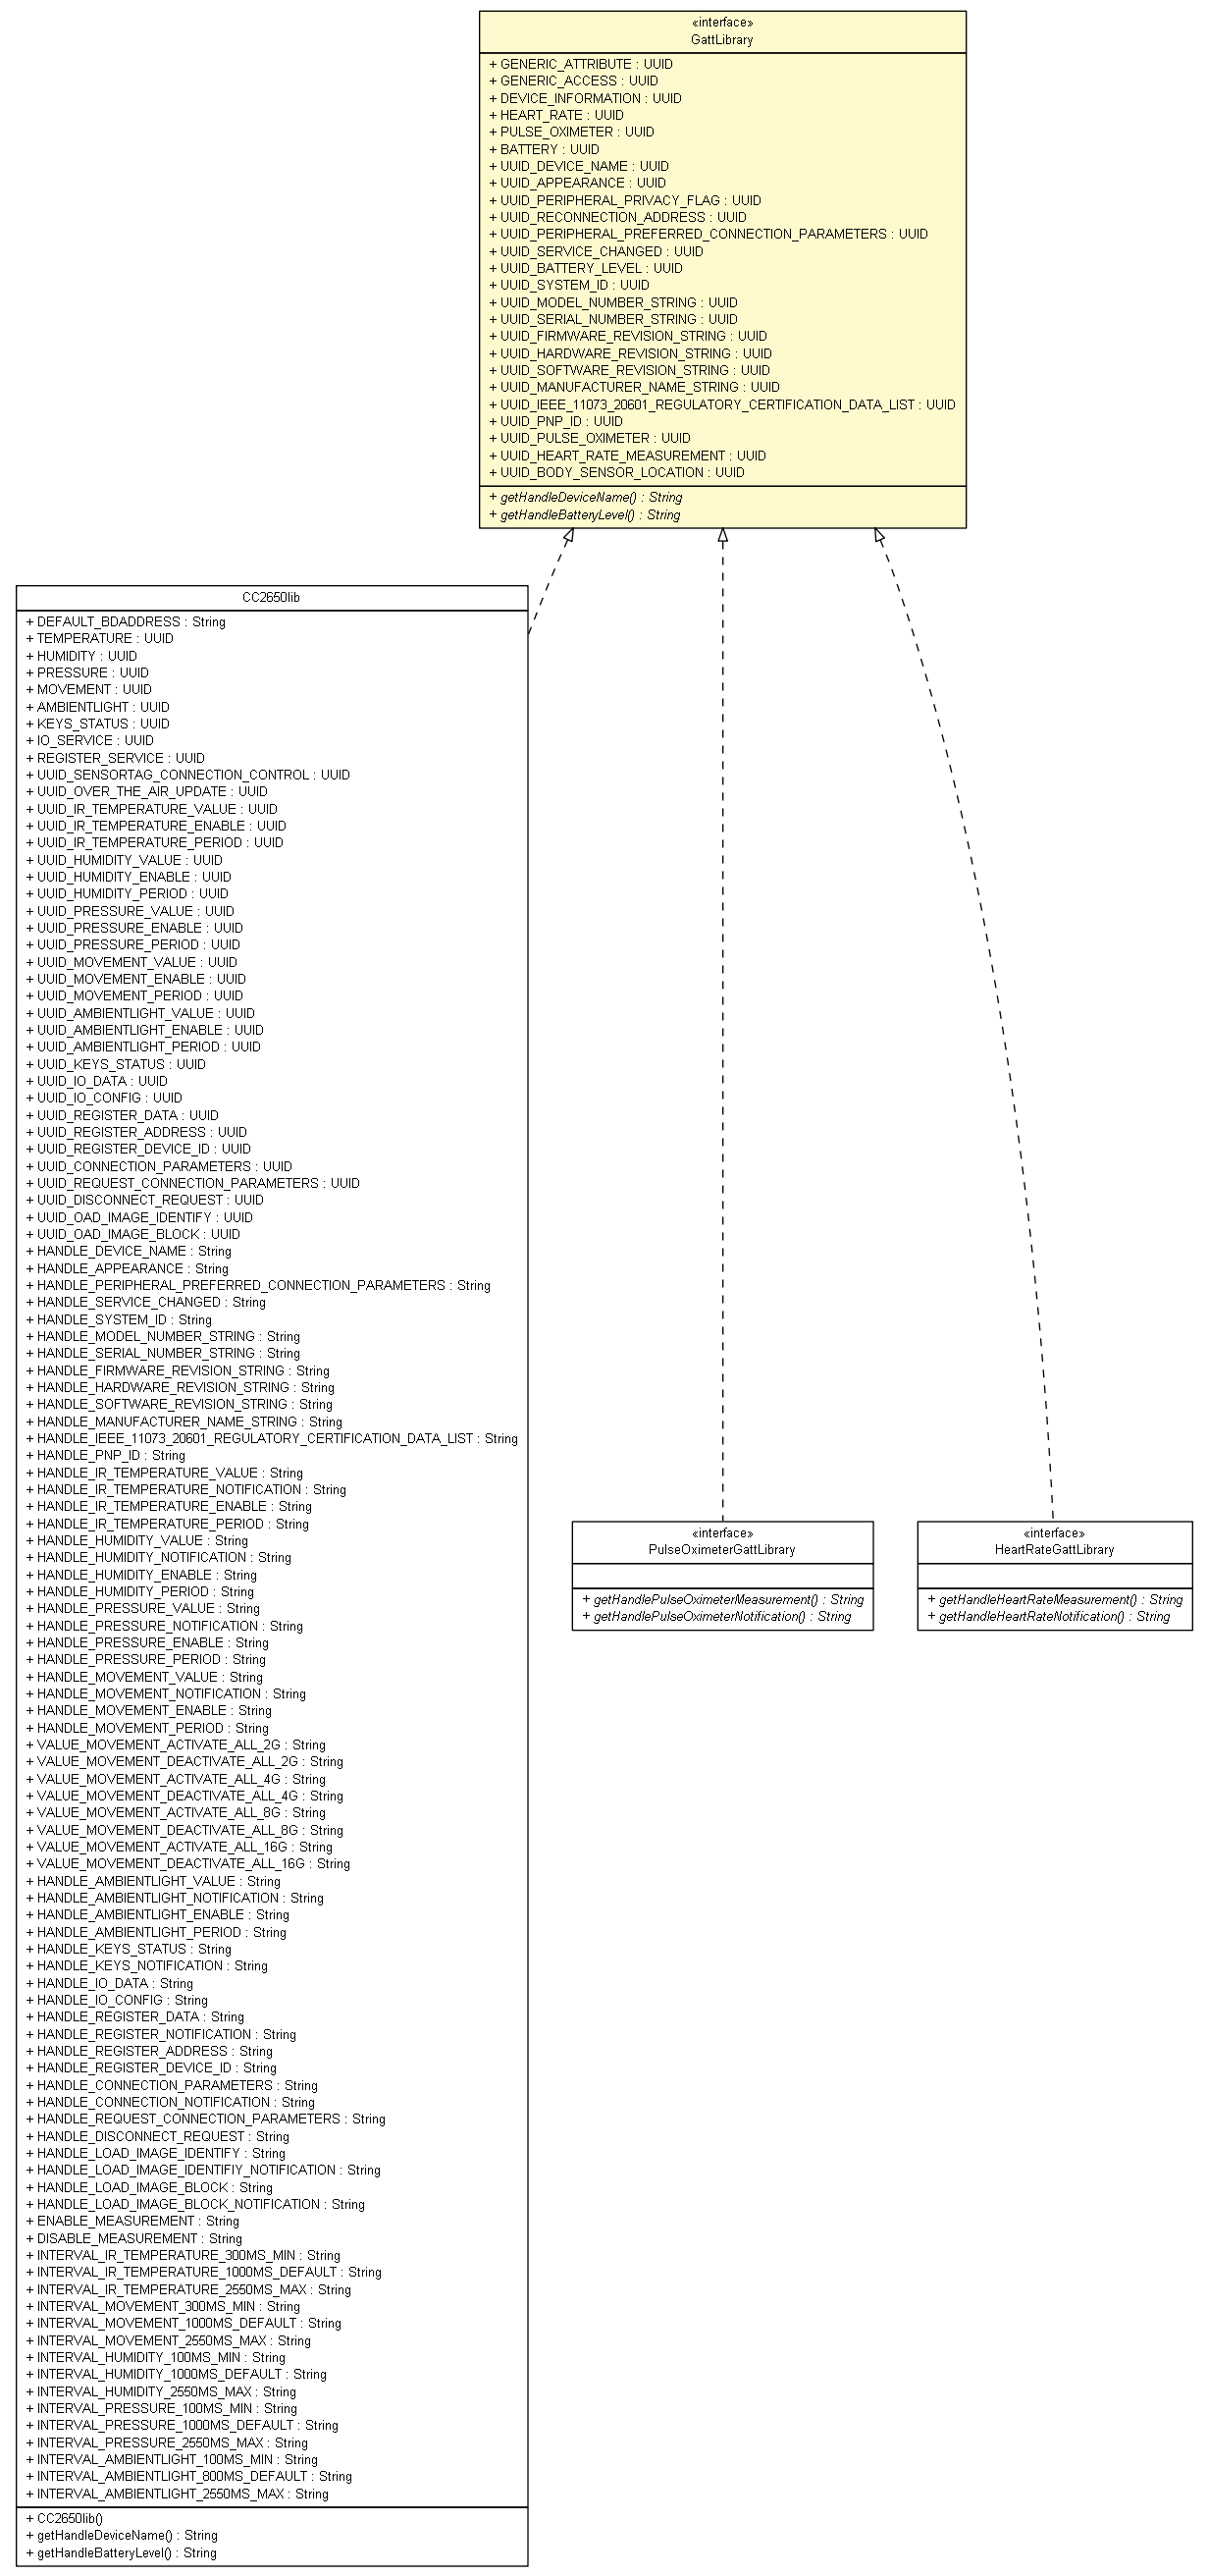 «interface»
GattLibrary
+ GENERIC_ATTRIBUTE : UUID
+ GENERIC_ACCESS : UUID
+ DEVICE_INFORMATION : UUID
+ HEART_RATE : UUID
+ PULSE_OXIMETER : UUID
+ BATTERY : UUID
+ UUID_DEVICE_NAME : UUID
+ UUID_APPEARANCE : UUID
+ UUID_PERIPHERAL_PRIVACY_FLAG : UUID
+ UUID_RECONNECTION_ADDRESS : UUID
+ UUID_PERIPHERAL_PREFERRED_CONNECTION_PARAMETERS : UUID
+ UUID_SERVICE_CHANGED : UUID
+ UUID_BATTERY_LEVEL : UUID
+ UUID_SYSTEM_ID : UUID
+ UUID_MODEL_NUMBER_STRING : UUID
+ UUID_SERIAL_NUMBER_STRING : UUID
+ UUID_FIRMWARE_REVISION_STRING : UUID
+ UUID_HARDWARE_REVISION_STRING : UUID
+ UUID_SOFTWARE_REVISION_STRING : UUID
+ UUID_MANUFACTURER_NAME_STRING : UUID
+ UUID_IEEE_11073_20601_REGULATORY_CERTIFICATION_DATA_LIST : UUID
+ UUID_PNP_ID : UUID
+ UUID_PULSE_OXIMETER : UUID
+ UUID_HEART_RATE_MEASUREMENT : UUID
+ UUID_BODY_SENSOR_LOCATION : UUID
+ getHandleDeviceName() : String
+ getHandleBatteryLevel() : String
CC2650lib
+ DEFAULT_BDADDRESS : String
+ TEMPERATURE : UUID
+ HUMIDITY : UUID
+ PRESSURE : UUID
+ MOVEMENT : UUID
+ AMBIENTLIGHT : UUID
+ KEYS_STATUS : UUID
+ IO_SERVICE : UUID
+ REGISTER_SERVICE : UUID
+ UUID_SENSORTAG_CONNECTION_CONTROL : UUID
+ UUID_OVER_THE_AIR_UPDATE : UUID
+ UUID_IR_TEMPERATURE_VALUE : UUID
+ UUID_IR_TEMPERATURE_ENABLE : UUID
+ UUID_IR_TEMPERATURE_PERIOD : UUID
+ UUID_HUMIDITY_VALUE : UUID
+ UUID_HUMIDITY_ENABLE : UUID
+ UUID_HUMIDITY_PERIOD : UUID
+ UUID_PRESSURE_VALUE : UUID
+ UUID_PRESSURE_ENABLE : UUID
+ UUID_PRESSURE_PERIOD : UUID
+ UUID_MOVEMENT_VALUE : UUID
+ UUID_MOVEMENT_ENABLE : UUID
+ UUID_MOVEMENT_PERIOD : UUID
+ UUID_AMBIENTLIGHT_VALUE : UUID
+ UUID_AMBIENTLIGHT_ENABLE : UUID
+ UUID_AMBIENTLIGHT_PERIOD : UUID
+ UUID_KEYS_STATUS : UUID
+ UUID_IO_DATA : UUID
+ UUID_IO_CONFIG : UUID
+ UUID_REGISTER_DATA : UUID
+ UUID_REGISTER_ADDRESS : UUID
+ UUID_REGISTER_DEVICE_ID : UUID
+ UUID_CONNECTION_PARAMETERS : UUID
+ UUID_REQUEST_CONNECTION_PARAMETERS : UUID
+ UUID_DISCONNECT_REQUEST : UUID
+ UUID_OAD_IMAGE_IDENTIFY : UUID
+ UUID_OAD_IMAGE_BLOCK : UUID
+ HANDLE_DEVICE_NAME : String
+ HANDLE_APPEARANCE : String
+ HANDLE_PERIPHERAL_PREFERRED_CONNECTION_PARAMETERS : String
+ HANDLE_SERVICE_CHANGED : String
+ HANDLE_SYSTEM_ID : String
+ HANDLE_MODEL_NUMBER_STRING : String
+ HANDLE_SERIAL_NUMBER_STRING : String
+ HANDLE_FIRMWARE_REVISION_STRING : String
+ HANDLE_HARDWARE_REVISION_STRING : String
+ HANDLE_SOFTWARE_REVISION_STRING : String
+ HANDLE_MANUFACTURER_NAME_STRING : String
+ HANDLE_IEEE_11073_20601_REGULATORY_CERTIFICATION_DATA_LIST : String
+ HANDLE_PNP_ID : String
+ HANDLE_IR_TEMPERATURE_VALUE : String
+ HANDLE_IR_TEMPERATURE_NOTIFICATION : String
+ HANDLE_IR_TEMPERATURE_ENABLE : String
+ HANDLE_IR_TEMPERATURE_PERIOD : String
+ HANDLE_HUMIDITY_VALUE : String
+ HANDLE_HUMIDITY_NOTIFICATION : String
+ HANDLE_HUMIDITY_ENABLE : String
+ HANDLE_HUMIDITY_PERIOD : String
+ HANDLE_PRESSURE_VALUE : String
+ HANDLE_PRESSURE_NOTIFICATION : String
+ HANDLE_PRESSURE_ENABLE : String
+ HANDLE_PRESSURE_PERIOD : String
+ HANDLE_MOVEMENT_VALUE : String
+ HANDLE_MOVEMENT_NOTIFICATION : String
+ HANDLE_MOVEMENT_ENABLE : String
+ HANDLE_MOVEMENT_PERIOD : String
+ VALUE_MOVEMENT_ACTIVATE_ALL_2G : String
+ VALUE_MOVEMENT_DEACTIVATE_ALL_2G : String
+ VALUE_MOVEMENT_ACTIVATE_ALL_4G : String
+ VALUE_MOVEMENT_DEACTIVATE_ALL_4G : String
+ VALUE_MOVEMENT_ACTIVATE_ALL_8G : String
+ VALUE_MOVEMENT_DEACTIVATE_ALL_8G : String
+ VALUE_MOVEMENT_ACTIVATE_ALL_16G : String
+ VALUE_MOVEMENT_DEACTIVATE_ALL_16G : String
+ HANDLE_AMBIENTLIGHT_VALUE : String
+ HANDLE_AMBIENTLIGHT_NOTIFICATION : String
+ HANDLE_AMBIENTLIGHT_ENABLE : String
+ HANDLE_AMBIENTLIGHT_PERIOD : String
+ HANDLE_KEYS_STATUS : String
+ HANDLE_KEYS_NOTIFICATION : String
+ HANDLE_IO_DATA : String
+ HANDLE_IO_CONFIG : String
+ HANDLE_REGISTER_DATA : String
+ HANDLE_REGISTER_NOTIFICATION : String
+ HANDLE_REGISTER_ADDRESS : String
+ HANDLE_REGISTER_DEVICE_ID : String
+ HANDLE_CONNECTION_PARAMETERS : String
+ HANDLE_CONNECTION_NOTIFICATION : String
+ HANDLE_REQUEST_CONNECTION_PARAMETERS : String
+ HANDLE_DISCONNECT_REQUEST : String
+ HANDLE_LOAD_IMAGE_IDENTIFY : String
+ HANDLE_LOAD_IMAGE_IDENTIFIY_NOTIFICATION : String
+ HANDLE_LOAD_IMAGE_BLOCK : String
+ HANDLE_LOAD_IMAGE_BLOCK_NOTIFICATION : String
+ ENABLE_MEASUREMENT : String
+ DISABLE_MEASUREMENT : String
+ INTERVAL_IR_TEMPERATURE_300MS_MIN : String
+ INTERVAL_IR_TEMPERATURE_1000MS_DEFAULT : String
+ INTERVAL_IR_TEMPERATURE_2550MS_MAX : String
+ INTERVAL_MOVEMENT_300MS_MIN : String
+ INTERVAL_MOVEMENT_1000MS_DEFAULT : String
+ INTERVAL_MOVEMENT_2550MS_MAX : String
+ INTERVAL_HUMIDITY_100MS_MIN : String
+ INTERVAL_HUMIDITY_1000MS_DEFAULT : String
+ INTERVAL_HUMIDITY_2550MS_MAX : String
+ INTERVAL_PRESSURE_100MS_MIN : String
+ INTERVAL_PRESSURE_1000MS_DEFAULT : String
+ INTERVAL_PRESSURE_2550MS_MAX : String
+ INTERVAL_AMBIENTLIGHT_100MS_MIN : String
+ INTERVAL_AMBIENTLIGHT_800MS_DEFAULT : String
+ INTERVAL_AMBIENTLIGHT_2550MS_MAX : String
+ CC2650lib()
+ getHandleDeviceName() : String
+ getHandleBatteryLevel() : String
«interface»
PulseOximeterGattLibrary
+ getHandlePulseOximeterMeasurement() : String
+ getHandlePulseOximeterNotification() : String
«interface»
HeartRateGattLibrary
+ getHandleHeartRateMeasurement() : String
+ getHandleHeartRateNotification() : String